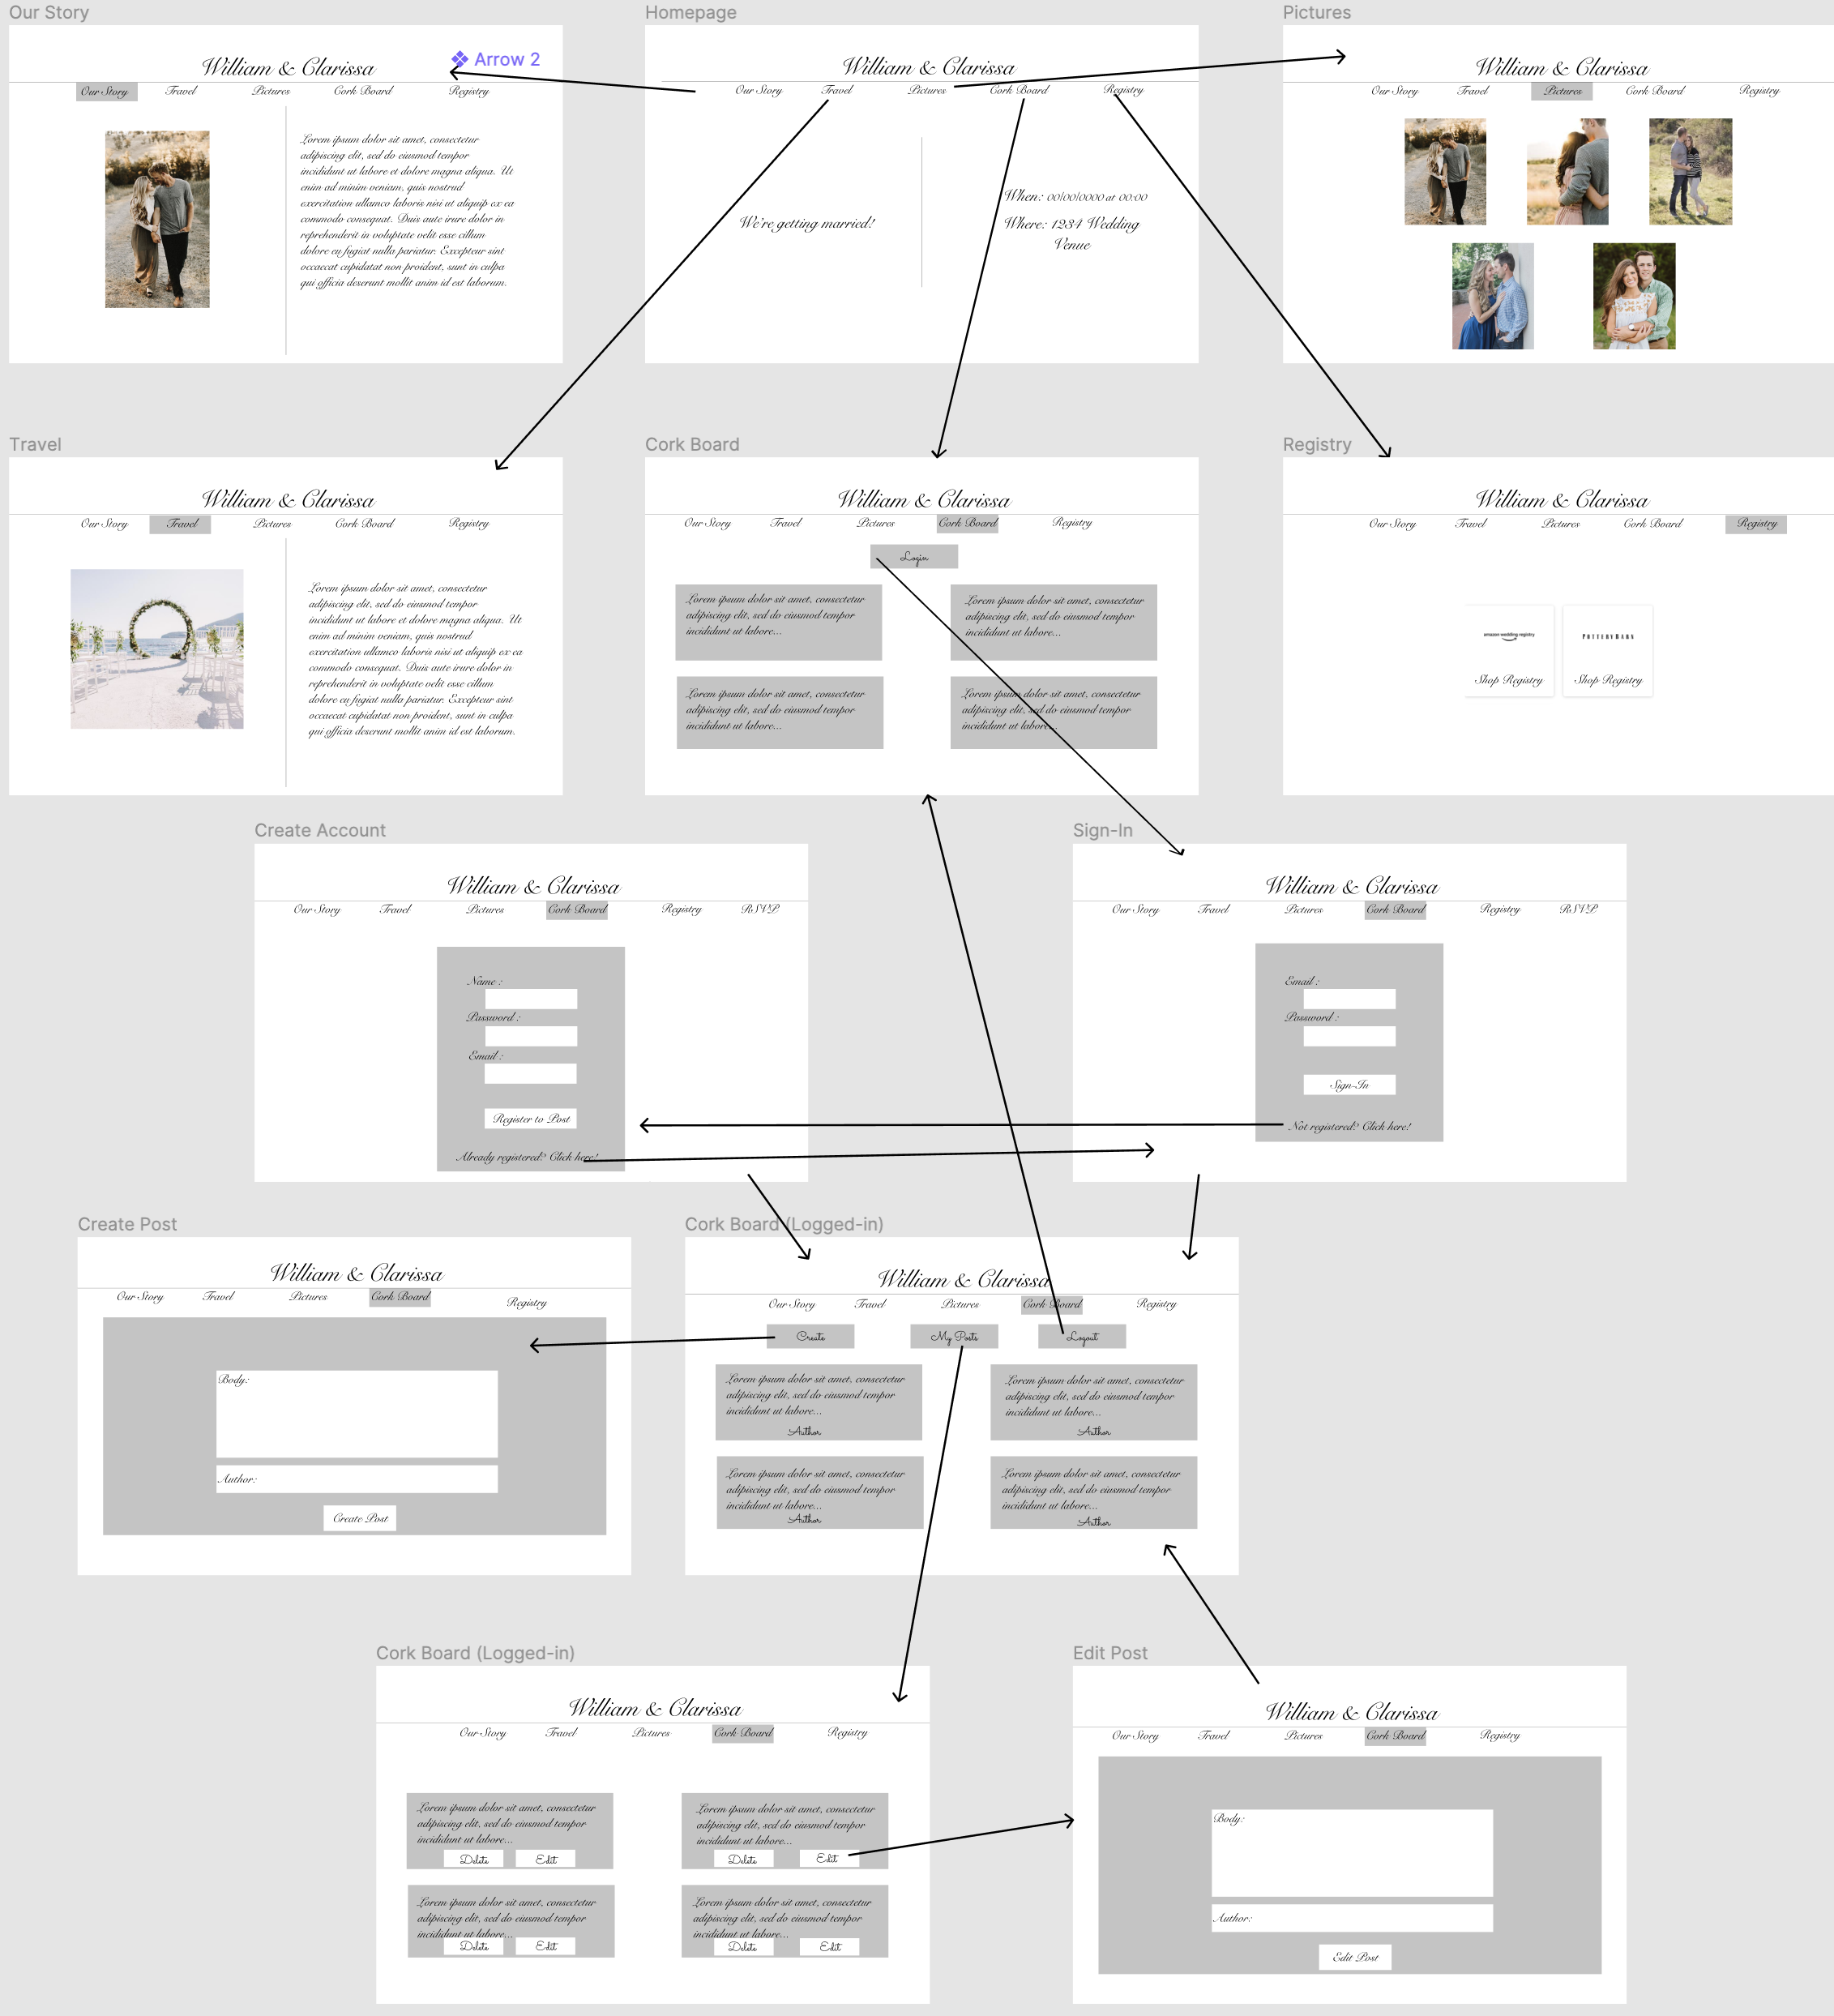 Our Story
William & Clarissa
Arrow 2
Our Story Travel Pictures Cork Board Registry
Lorem ipsum dolor sit amet, consectetur
adipiscing elit, sed do eiusmod tempor
incididunt ut labore et dolore magna aliqua. Ut
enim ad minim veniam, quis nostrud
exercitation ullamco laboris nisi ut aliquip ex ea
commodo consequat. Duis aute irure dolor in
reprehenderit in voluptate velit esse cillum
dolore eu fugiat nulla pariatur. Excepteur sint
occaecat cupidatat non proident, sunt in culpa
qui officia deserunt mollit anim id est laborum.
Homepage
William & Clarissa
Our Story Travel Pictures Cork Board Registry
We're getting married!
When: 00/00/0000 at 00:00
Where: 1234 Wedding
Venue
Pictures
William & Clarissa
Our Story Travel Pictures Cork Board Registry
Travel
William & Clarissa
Our Story Travel Pictures Cork Board Registry
Lorem ipsum dolor sit amet, consectetur
adipiscing elit, sed do eiusmod tempor
incididunt ut labore et dolore magna aliqua. Ut
enim ad minim veniam, quis nostrud
exercitation ullamco laboris nisi ut aliquip ex ea
commodo consequat. Duis aute irure dolor in
reprehenderit in voluptate velit esse cillum
dolore eu fugiat nulla pariatur. Excepteur sint
occaecat cupidatat non proident, sunt in culpa
qui officia deserunt mollit anim id est laborum.
Cork Board
William & Clarissa
Our Story Travel Pictures Cork Board Registry
Login
Lorem ipsum dolor sit amet, consectetur
adipiscing elit, sed do eiusmod tempor
incididunt ut labore...
Lorem ipsum dolor sit amet, consectetur
adipiscing elit, sed do eiusmod tempor
incididunt ut labore...
Lorem ipsum dolor sit amet, consectetur
adipiscing elit, sed do eiusmod tempor
incididunt ut labore...
Lorem ipsum dolor sit amet, consectetur
adipiscing elit, sed do eiusmod tempor
incididunt ut labore...
Registry
William & Clarissa
Our Story Travel Pictures Cork Board Registry
amazon wedding registry
Shop Registry
POTTERYBARN
Shop Registry
Create Account
William & Clarissa
Our Story Travel Pictures Cork Board Registry RSVP
Name :
Password :
Email :
Register to Post
Already registered? Click here!
Sign-In
William & Clarissa
Our Story Travel Pictures Cork Board Registry RSVP
Email :
Password :
Sign-In
Not registered? Click here!
Create Post
William & Clarissa
Our Story Travel Pictures Cork Board Registry
Body:
Author:
Create Post
Cork Board (Logged-in)
William & Clarissa
Our Story Travel Pictures Cork Board Registry
Create My Posts Logout
Lorem ipsum dolor sit amet, consectetur
adipiscing elit, sed do eiusmod tempor
incididunt ut labore...
Author
Lorem ipsum dolor sit amet, consectetur
adipiscing elit, sed do eiusmod tempor
incididunt ut labore...
Author
Lorem ipsum dolor sit amet, consectetur
adipiscing elit, sed do eiusmod tempor
incididunt ut labore...
Author
Lorem ipsum dolor sit amet, consectetur
adipiscing elit, sed do eiusmod tempor
incididunt ut labore...
Author
Cork Board (Logged-in)
William & Clarissa
Our Story Travel Pictures Cork Board Registry
Lorem ipsum dolor sit amet, consectetur
adipiscing elit, sed do eiusmod tempor
incididunt ut labore...
Delete Edit
Lorem ipsum dolor sit amet, consectetur
adipiscing elit, sed do eiusmod tempor
incididunt ut labore...
Delete Edit
Lorem ipsum dolor sit amet, consectetur
adipiscing elit, sed do eiusmod tempor
incididunt ut labore...
Delete Edit
Lorem ipsum dolor sit amet, consectetur
adipiscing elit, sed do eiusmod tempor
incididunt ut labore...
Delete Edit
Edit Post
William & Clarissa
Our Story Travel Pictures Cork Board Registry
Body:
Author:
Edit Post